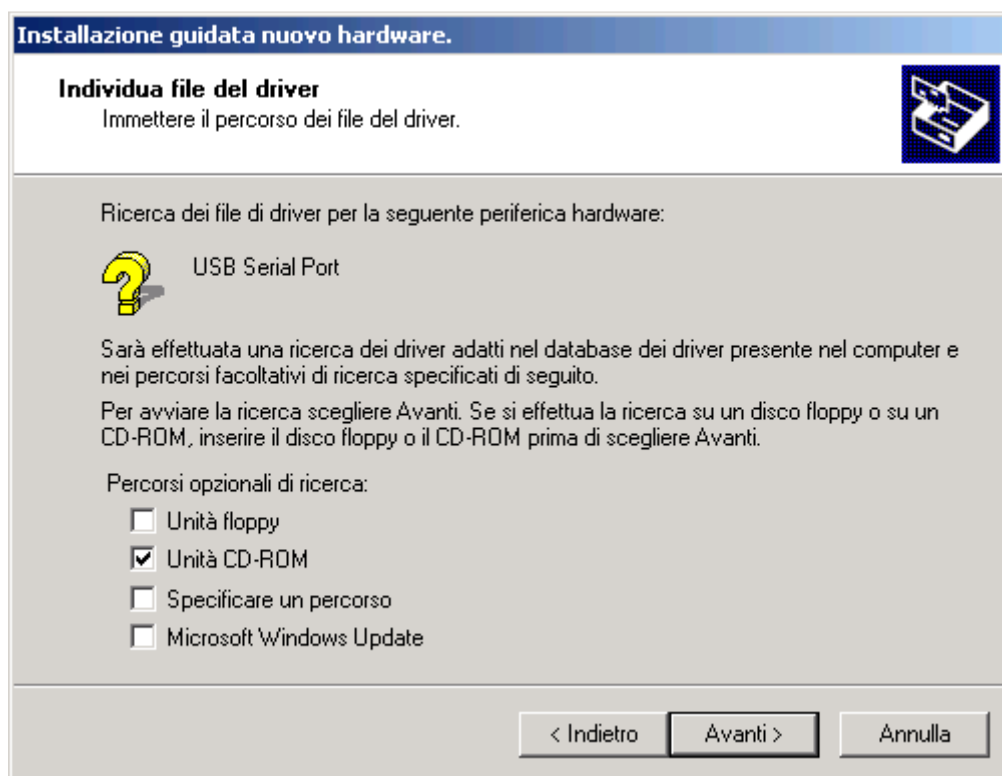 Installazione guidata nuovo hardware.
Individua file del driver
Immettere il percorso dei file del driver.
Ricerca dei file di driver per la seguente periferica hardware:
USB Serial Port
Sarà effettuata una ricerca dei driver adatti nel database dei driver presente nel computer e
nei percorsi facoltativi di ricerca specificati di seguito.
Per avviare la ricerca scegliere Avanti. Se si effettua la ricerca su un disco floppy o su un
CD-ROM, inserire il disco floppy o il CD-ROM prima di scegliere Avanti.
Percorsi opzionali di ricerca:
Unità floppy
Unità CD-ROM
Specificare un percorso
Microsoft Windows Update
< Indietro
Avanti >
Annulla